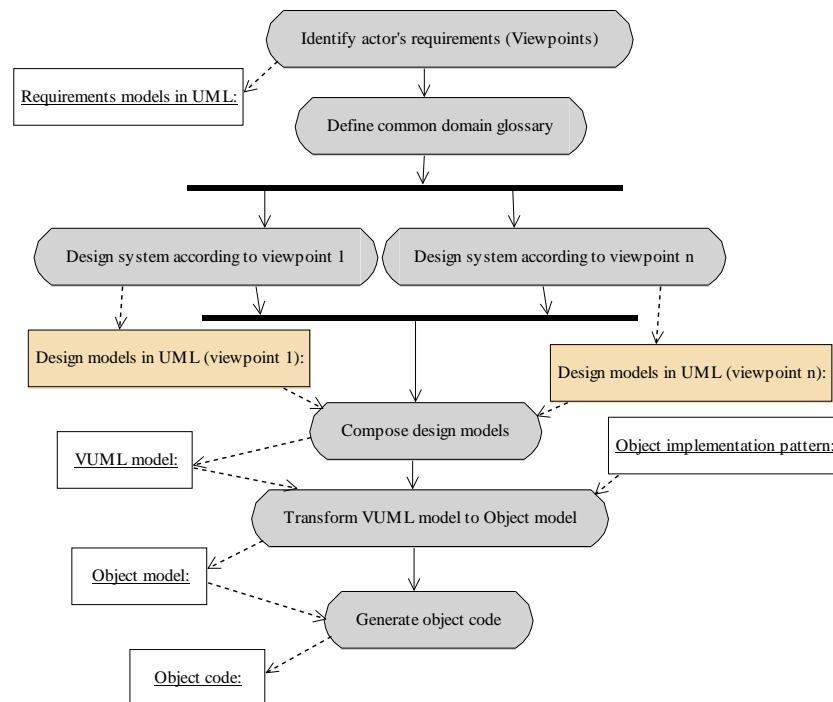 Identify actor's requirements (Viewpoints)
Requirements models in UML:
Define common domain glossary
Design system according to viewpoint 1
Design system according to viewpoint n
Design models in UML (viewpoint 1):
Design models in UML (viewpoint n):
Compose design models
VUML model:
Object implementation pattern:
Transform VUML model to Object model
Object model:
Generate object code
Object code: